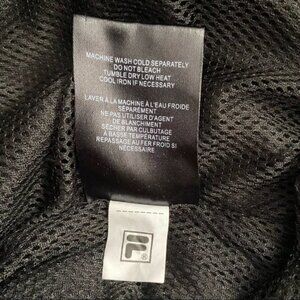 MACHINE WASH COLD SEPARATELY
DO NOT BLEACH
TUMBLE DRY LOW HEAT
COOL IRON IF NECESSARY
LAVER À LA MACHINE À L'EAU FROIDE
SÉPARÉMENT
NE PAS UTILISER D'AGENT
DE BLANCHIMENT
SÉCHER PAR CULBUTAGE
À BASSE TEMPÉRATURE
REPASSAGE AU FER FROID SI
NÉCESSAIRE
F
®